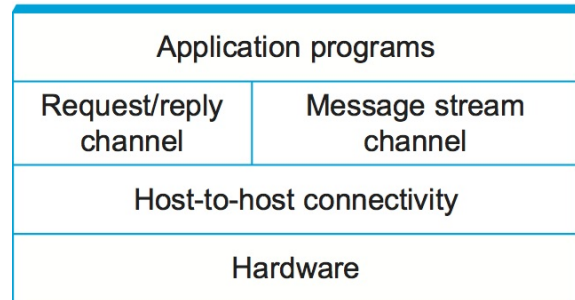 Application programs
Request/reply
channel
Message stream
channel
Host-to-host connectivity
Hardware